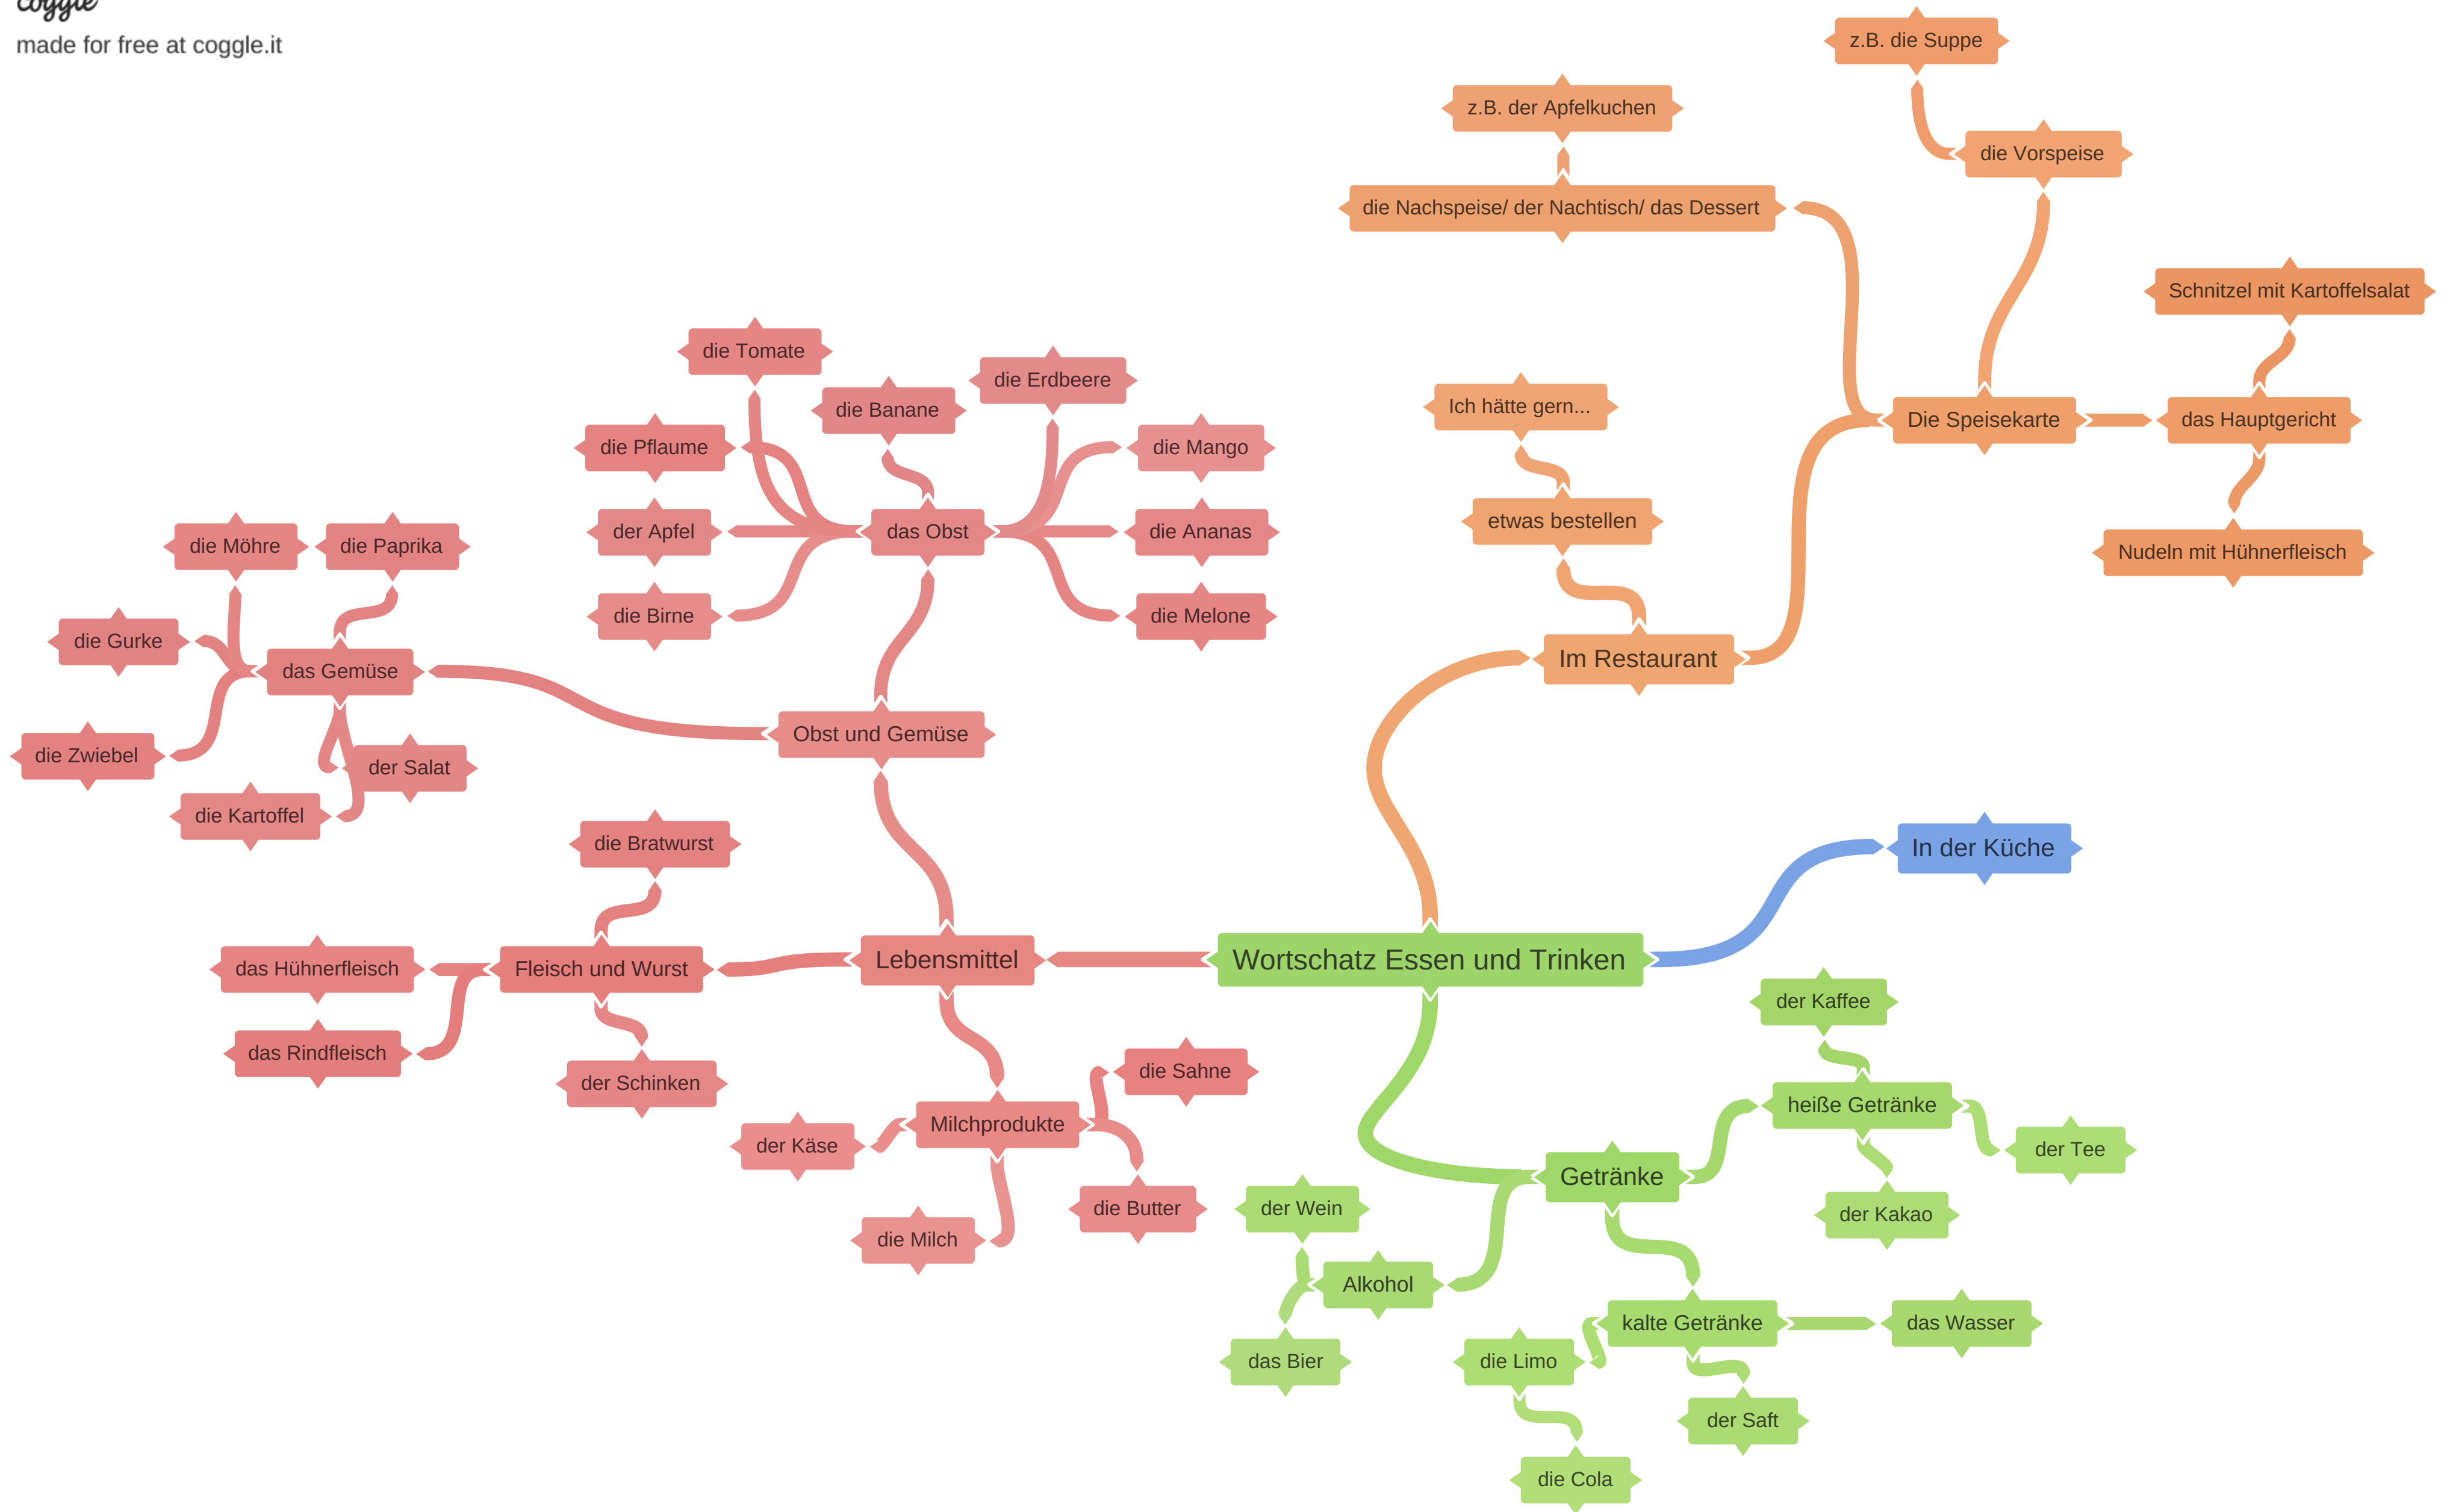 coggle
made for free at coggle.it
z.B. die Suppe
z.B. der Apfelkuchen
die Vorspeise
die Nachspeise/ der Nachtisch/ das Dessert
Schnitzel mit Kartoffelsalat
die Tomate
die Erdbeere
die Banane
Ich hätte gern...
Die Speisekarte
das Hauptgericht
die Pflaume
die Mango
etwas bestellen
der Apfel
das Obst
die Ananas
die Möhre
die Paprika
Nudeln mit Hühnerfleisch
die Birne
die Melone
die Gurke
Im Restaurant
das Gemüse
Obst und Gemüse
die Zwiebel
der Salat
die Kartoffel
die Bratwurst
In der Küche
Lebensmittel
Wortschatz Essen und Trinken
das Hühnerfleisch
Fleisch und Wurst
der Kaffee
das Rindfleisch
die Sahne
der Schinken
heiße Getränke
Milchprodukte
der Käse
der Tee
Getränke
der Wein
die Butter
der Kakao
die Milch
Alkohol
kalte Getränke
das Wasser
das Bier
die Limo
der Saft
die Cola